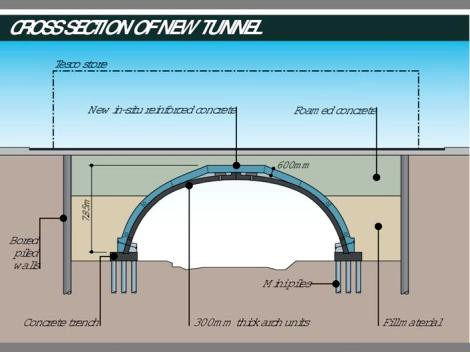 CROSS SECTION OF NEW TUNNEL
Tesco store
New in-situ reinforced concrete
Foamed concrete
600mm
7.85m
Bored
piled
walls
Minipiles
Concrete trench
300mm thick arch units
Fill material